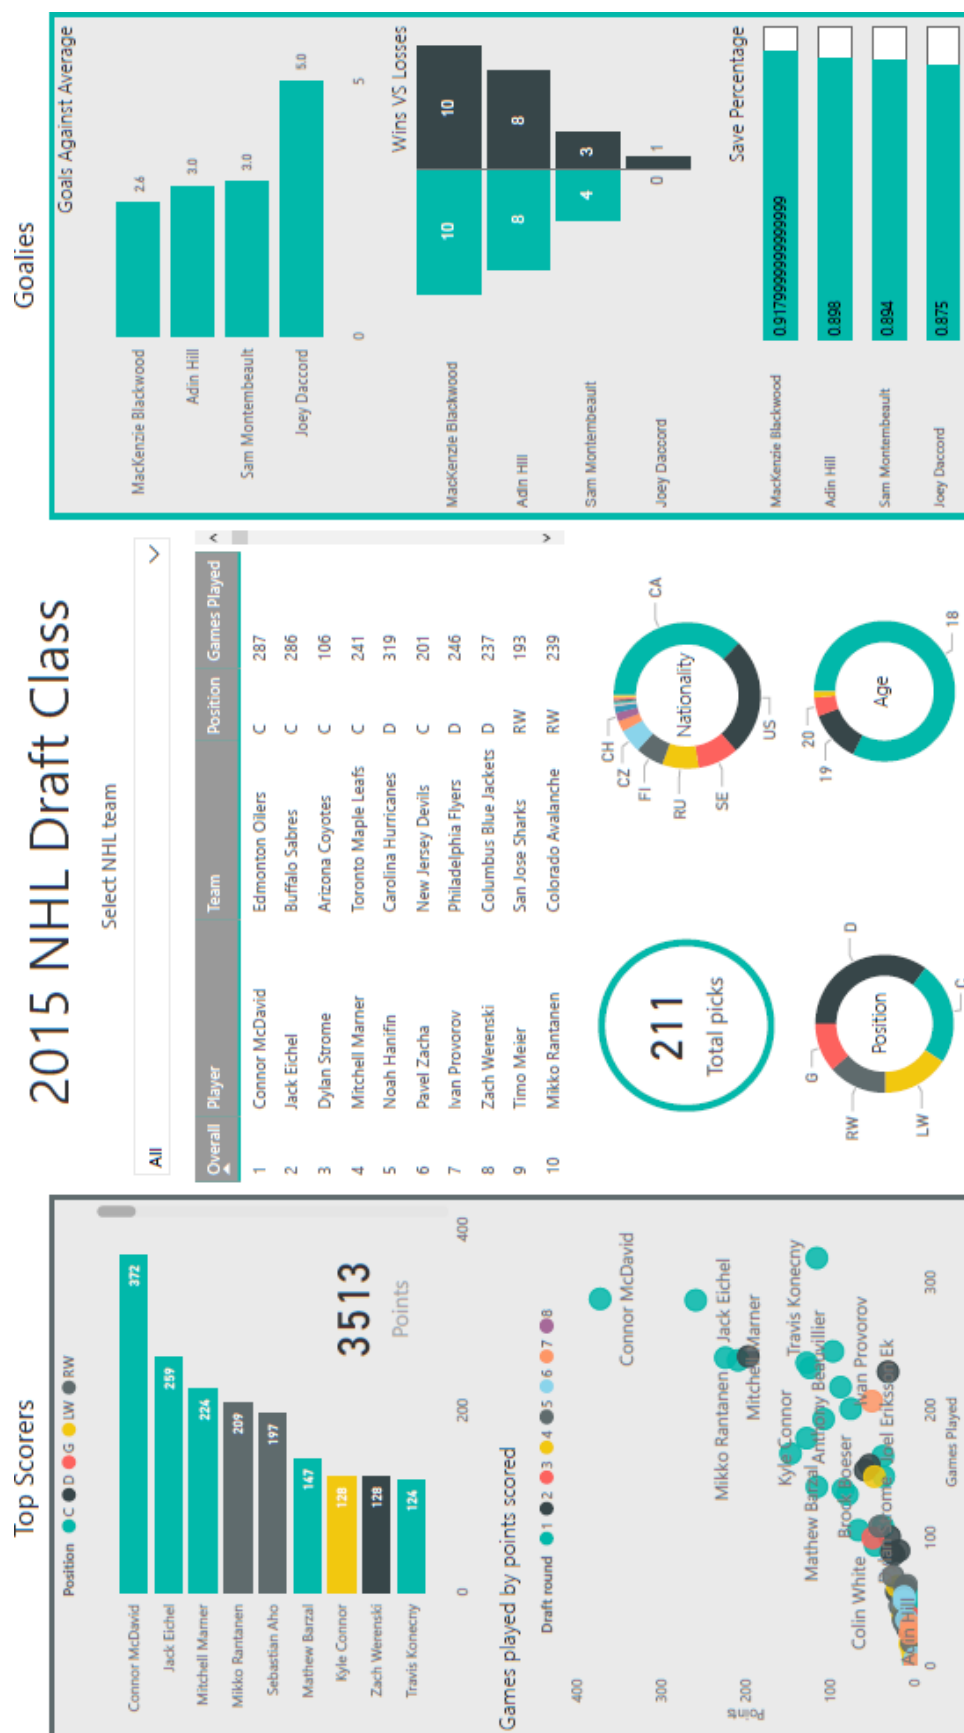 2015 NHL Draft Class
Top Scorers
Position C D G LW RW
Connor McDavid 372
Jack Eichel 259
Mitchell Marner 224
Mikko Rantanen 209
Sebastian Aho 197
Mathew Barzal 147
Kyle Connor 128
Zach Werenski 128
Travis Konecny 124
0 200 400
3513
Points
Games played by points scored
Draft round 1 2 3 4 5 6 7 8
400
300
200
100
0
Points
Connor McDavid
Jack Eichel
Mikko Rantanen
Mitchell Marner
Travis Konecny
Kyle Connor
Anthony Beauvillier
Mathew Barzal
Ivan Provorov
Brock Boeser
Joel Eriksson Ek
Colin White
Adin Hill
0 100 200 300
Games Played
Select NHL team
All
Overall Player Team Position Games Played
1 Connor McDavid Edmonton Oilers C 287
2 Jack Eichel Buffalo Sabres C 286
3 Dylan Strome Arizona Coyotes C 106
4 Mitchell Marner Toronto Maple Leafs C 241
5 Noah Hanifin Carolina Hurricanes D 319
6 Pavel Zacha New Jersey Devils C 201
7 Ivan Provorov Philadelphia Flyers D 246
8 Zach Werenski Columbus Blue Jackets D 237
9 Timo Meier San Jose Sharks RW 193
10 Mikko Rantanen Colorado Avalanche RW 239
211
Total picks
Nationality
CA
US
SE
RU
FI
CZ
CH
Position
G
D
C
LW
RW
Age
20
19
18
Goalies
Goals Against Average
MacKenzie Blackwood 2.6
Adin Hill 3.0
Sam Montembeault 3.0
Joey Daccord 5.0
0 5
Wins VS Losses
MacKenzie Blackwood 10 10
Adin Hill 8 8
Sam Montembeault 4 3
Joey Daccord 0 1
Save Percentage
MacKenzie Blackwood 0.91799999999999999
Adin Hill 0.898
Sam Montembeault 0.894
Joey Daccord 0.875